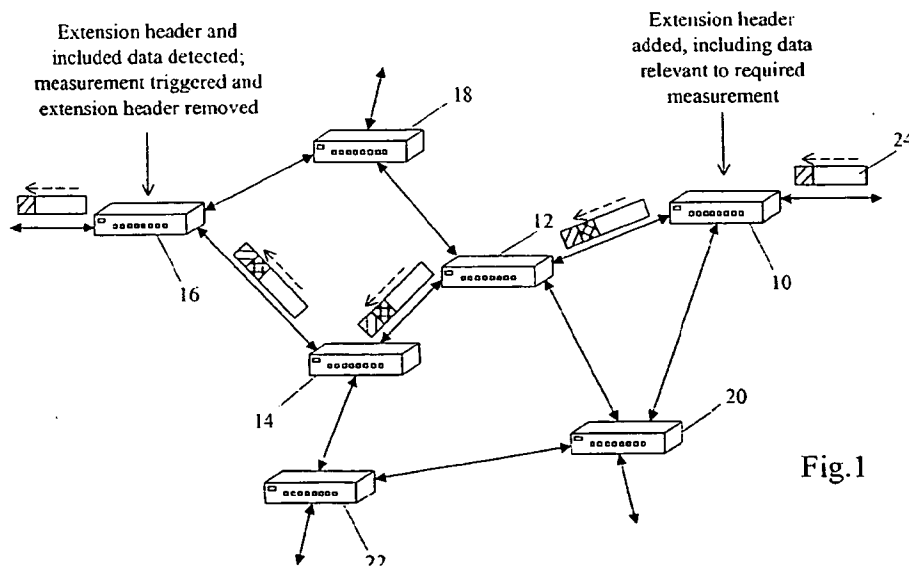 Extension header and
included data detected;
measurement triggered and
extension header removed
Extension header
added, including data
relevant to required
measurement
18
24
12
16
10
14
20
22
Fig.1